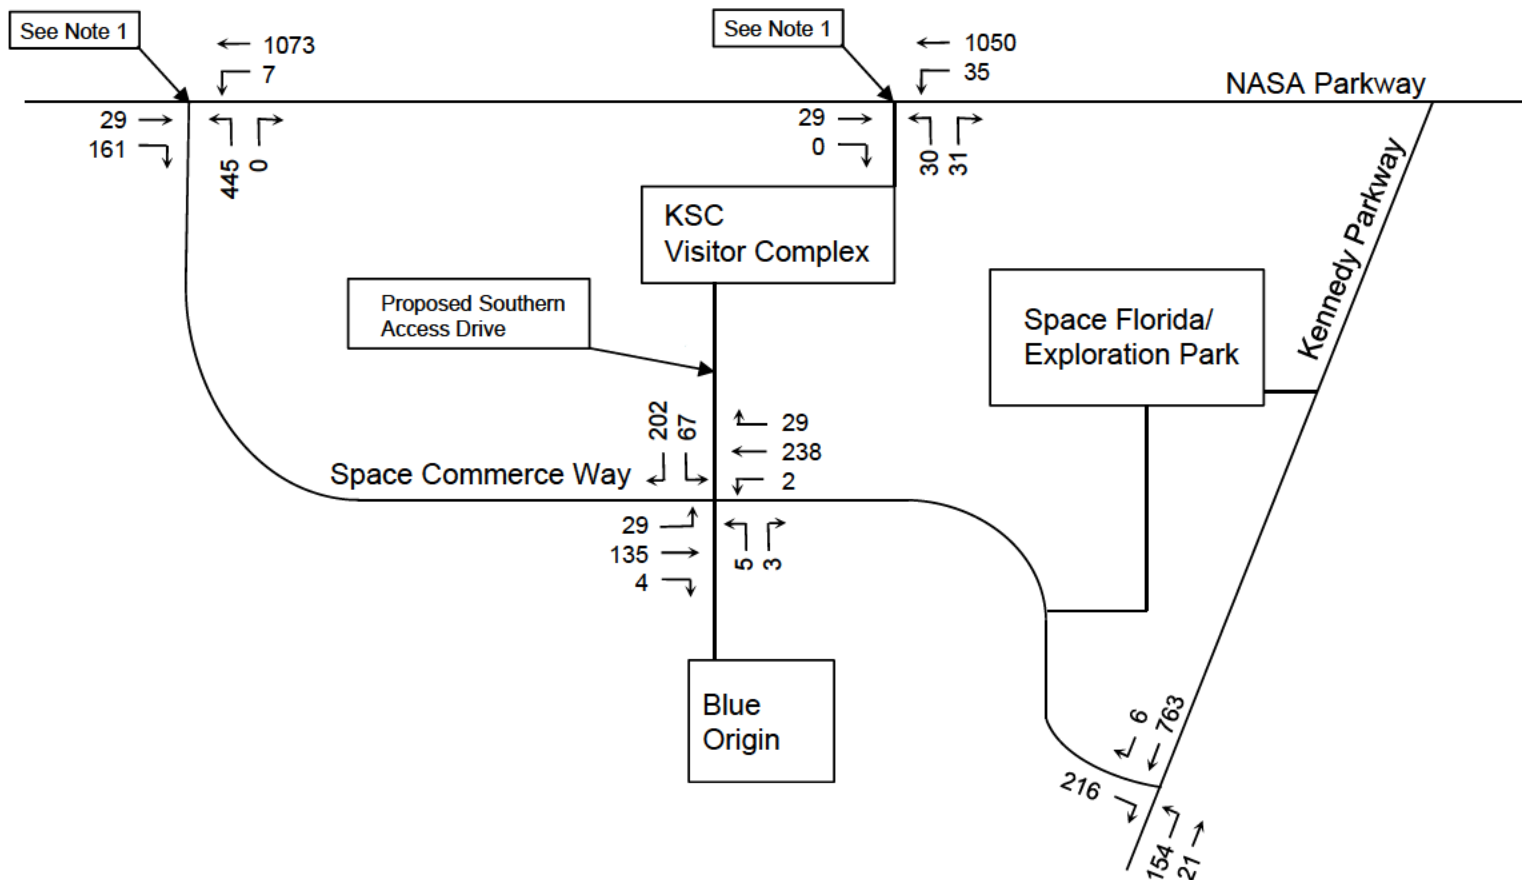 See Note 1
1073
7
See Note 1
1050
35
NASA Parkway
29
161
445
0
29
0
30
31
KSC
Visitor Complex
Kennedy Parkway
Proposed Southern
Access Drive
Space Florida/
Exploration Park
202
67
29
238
2
Space Commerce Way
29
135
4
5
3
Blue
Origin
6
763
216
154
21